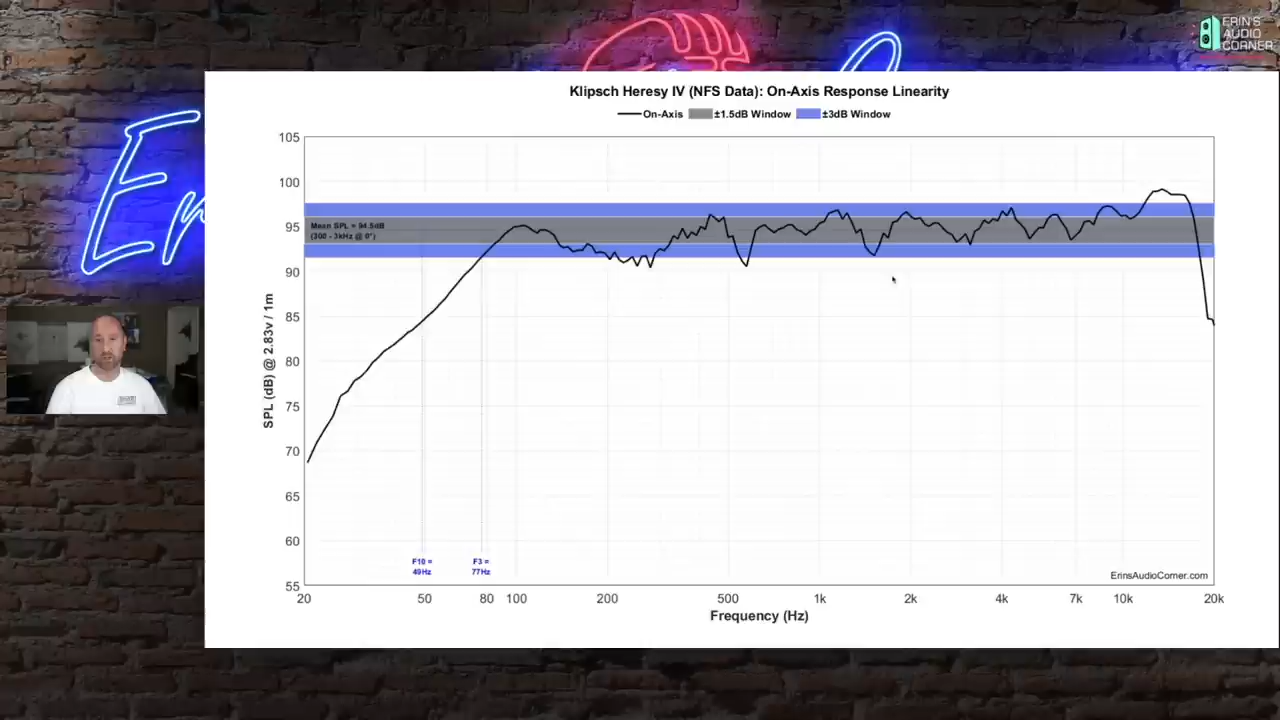 ERIN'S
AUDIO
CORNER
Er
Klipsch Heresy IV (NFS Data): On-Axis Response Linearity
On-Axis ±1.5dB Window ±3dB Window
105
100
95
90
85
80
75
70
65
60
55
Mean SPL = 94.5dB
(300 - 3kHz @ 0°)
SPL (dB) @ 2.83v / 1m
F10 =
49Hz
F3 =
77Hz
ErinsAudioCorner.com
20 50 80 100 200 500 1k 2k 4k 7k 10k 20k
Frequency (Hz)